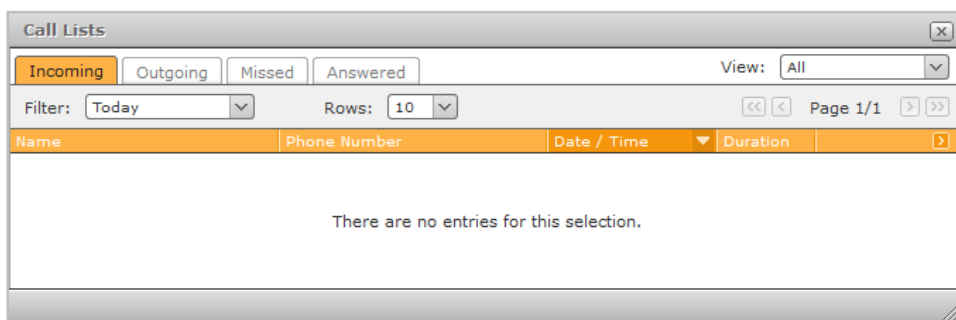 Call Lists
Incoming Outgoing Missed Answered View: All
Filter: Today Rows: 10 Page 1/1
Name Phone Number Date / Time Duration
There are no entries for this selection.